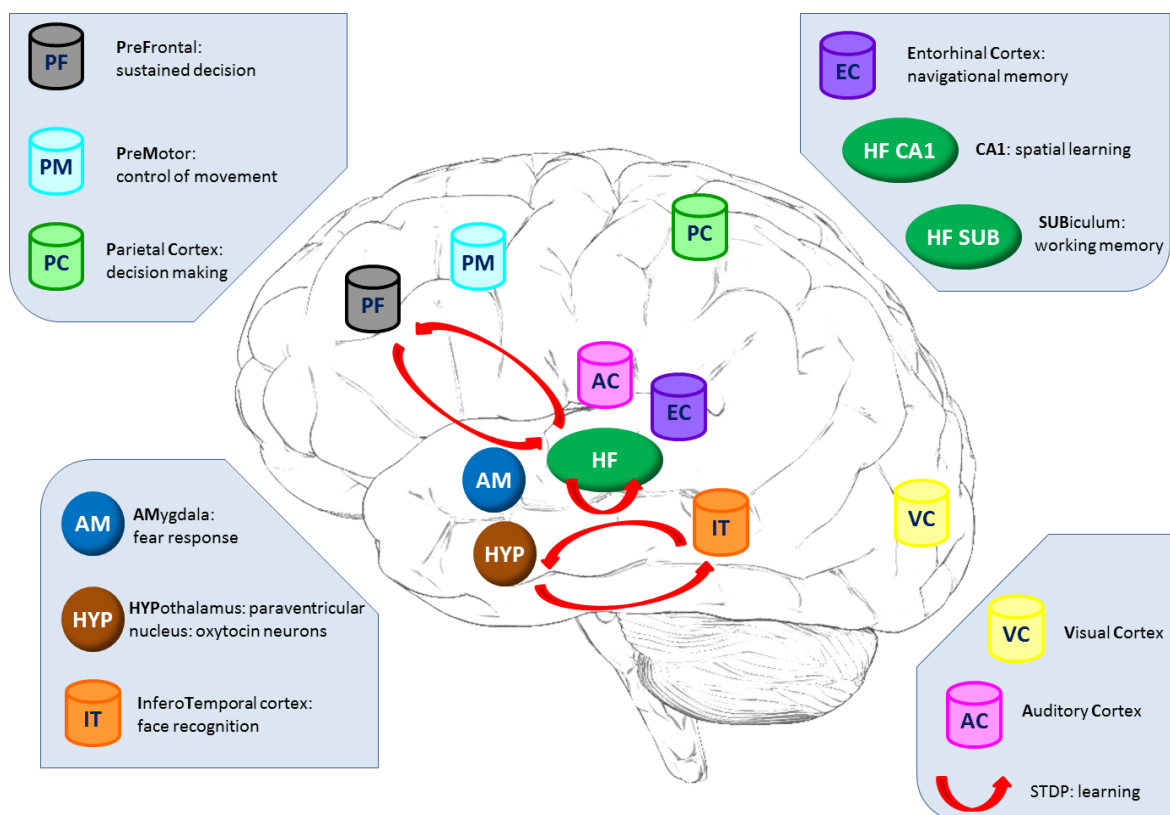 PF
PreFrontal:
sustained decision
PM
PreMotor:
control of movement
PC
Parietal Cortex:
decision making
EC
Entorhinal Cortex:
navigational memory
HF CA1
CA1: spatial learning
HF SUB
SUBiculum:
working memory
PC
PM
PF
AC
EC
HF
AM
IT
VC
HYP
AM
AMygdala:
fear response
HYP
HYPothalamus: paraventricular
nucleus: oxytocin neurons
IT
InferoTemporal cortex:
face recognition
VC
Visual Cortex
AC
Auditory Cortex
STDP: learning